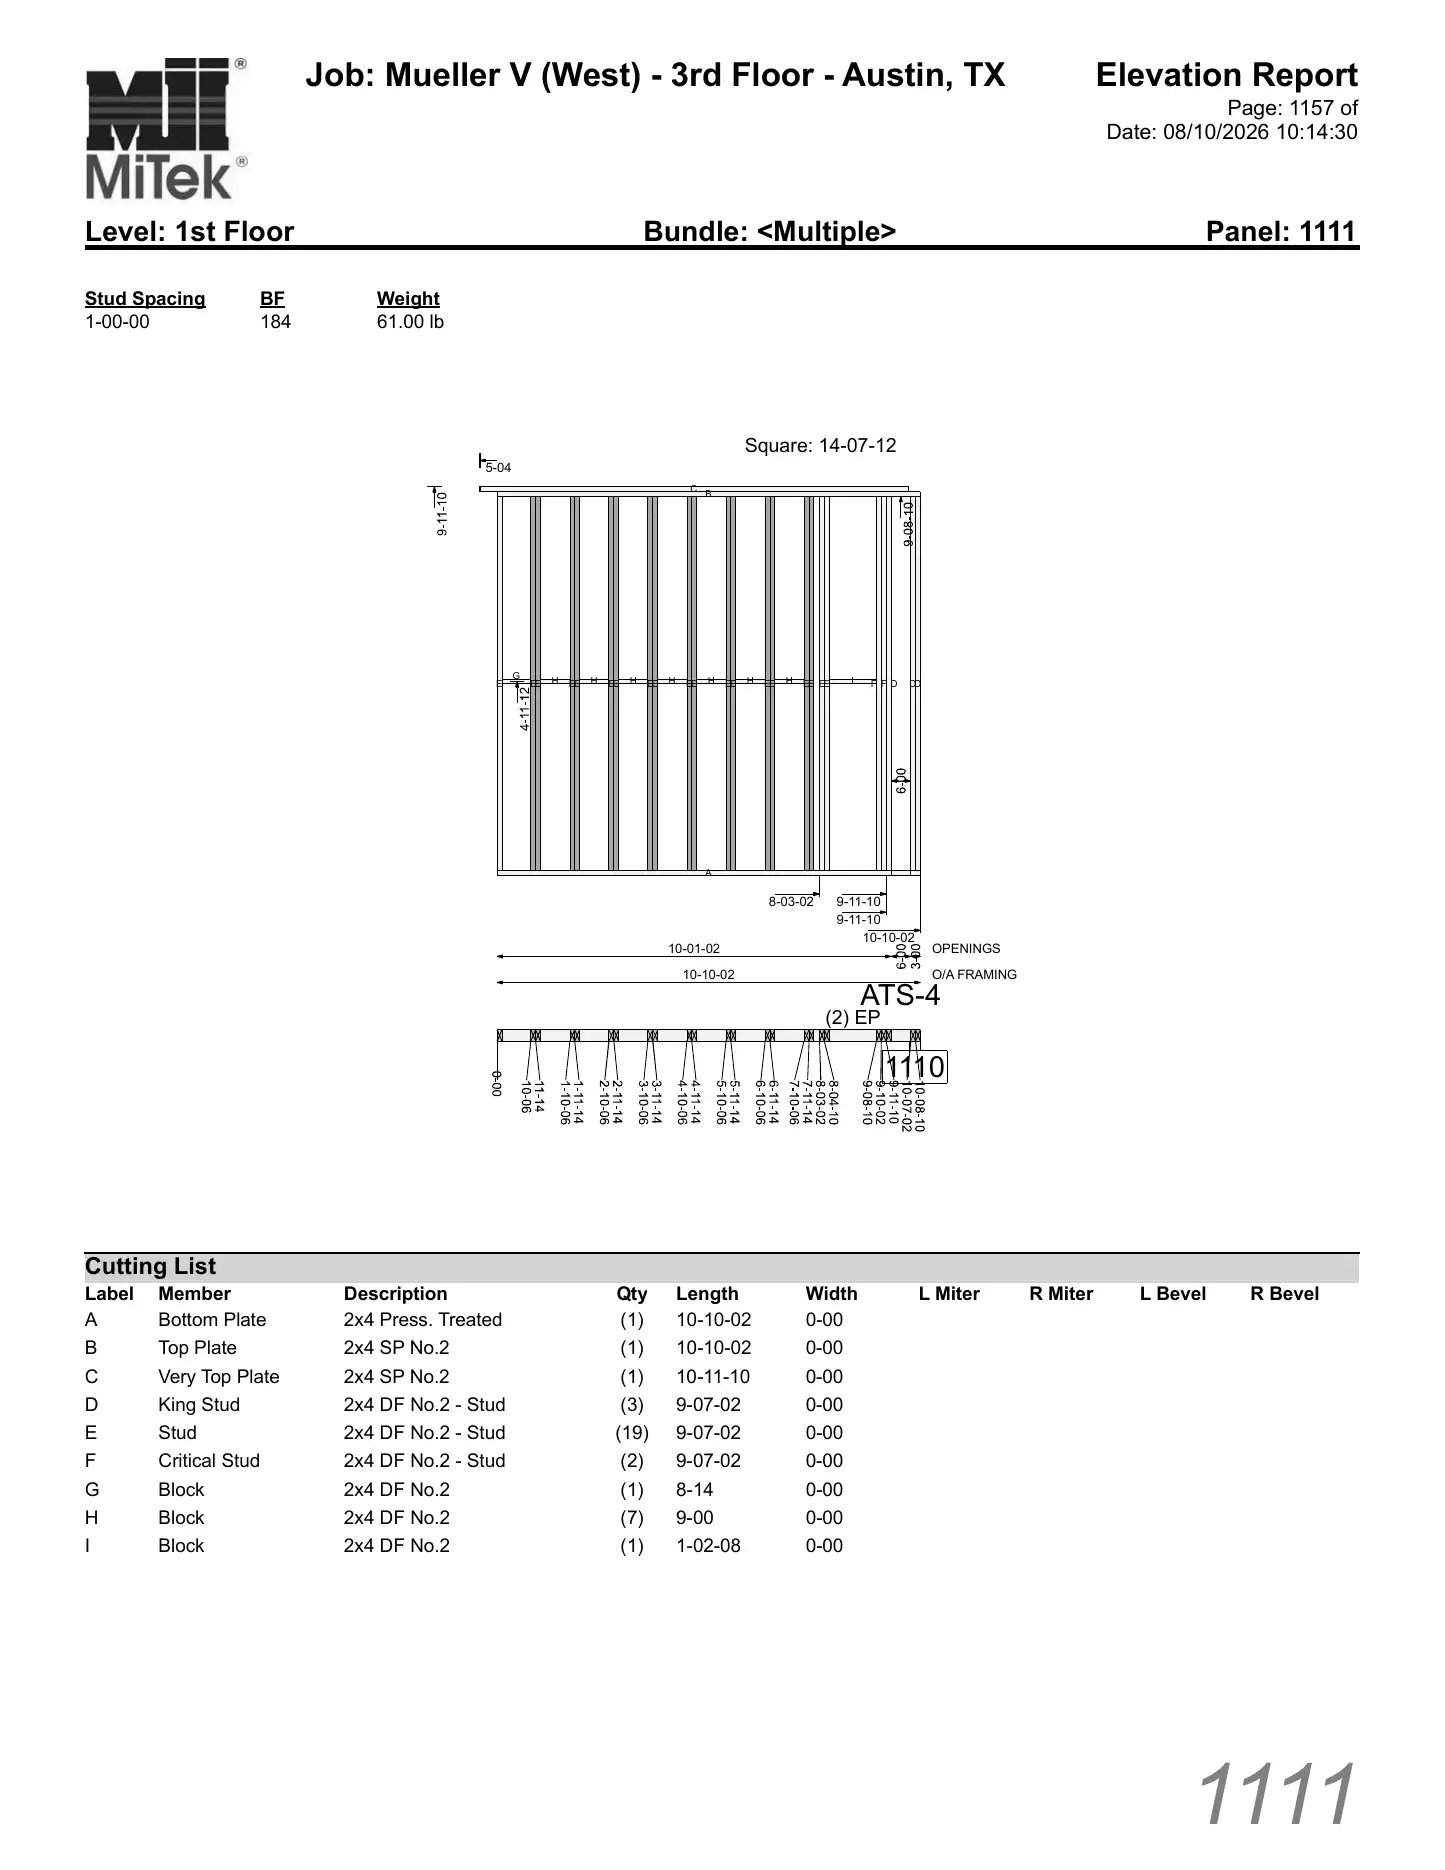 Job: Mueller V (West) - 3rd Floor - Austin, TX
Elevation Report
Page: 1157 of
Date: 08/10/2026 10:14:30
MiTek®
Level: 1st Floor
Bundle: <Multiple>
Panel: 1111
Stud Spacing BF Weight
1-00-00 184 61.00 lb
Square: 14-07-12
5-04
9-11-10
C
B
9-08-10
G
H H H H H H H I
E F F D D
4-11-12
6-00
A
8-03-02 9-11-10
9-11-10
10-10-02
10-01-02 6-00 3-00 OPENINGS
10-10-02 O/A FRAMING
ATS-4
(2) EP
1110
0-00 10-06 11-14 1-10-06 1-11-14 2-10-06 2-11-14 3-10-06 3-11-14 4-10-06 4-11-14 5-10-06 5-11-14 6-10-06 6-11-14 7-10-06 7-11-14 8-03-02 8-04-10 9-08-10 9-10-02 9-11-10 10-07-02 10-08-10
Cutting List
Label Member Description Qty Length Width L Miter R Miter L Bevel R Bevel
A Bottom Plate 2x4 Press. Treated (1) 10-10-02 0-00
B Top Plate 2x4 SP No.2 (1) 10-10-02 0-00
C Very Top Plate 2x4 SP No.2 (1) 10-11-10 0-00
D King Stud 2x4 DF No.2 - Stud (3) 9-07-02 0-00
E Stud 2x4 DF No.2 - Stud (19) 9-07-02 0-00
F Critical Stud 2x4 DF No.2 - Stud (2) 9-07-02 0-00
G Block 2x4 DF No.2 (1) 8-14 0-00
H Block 2x4 DF No.2 (7) 9-00 0-00
I Block 2x4 DF No.2 (1) 1-02-08 0-00
1111